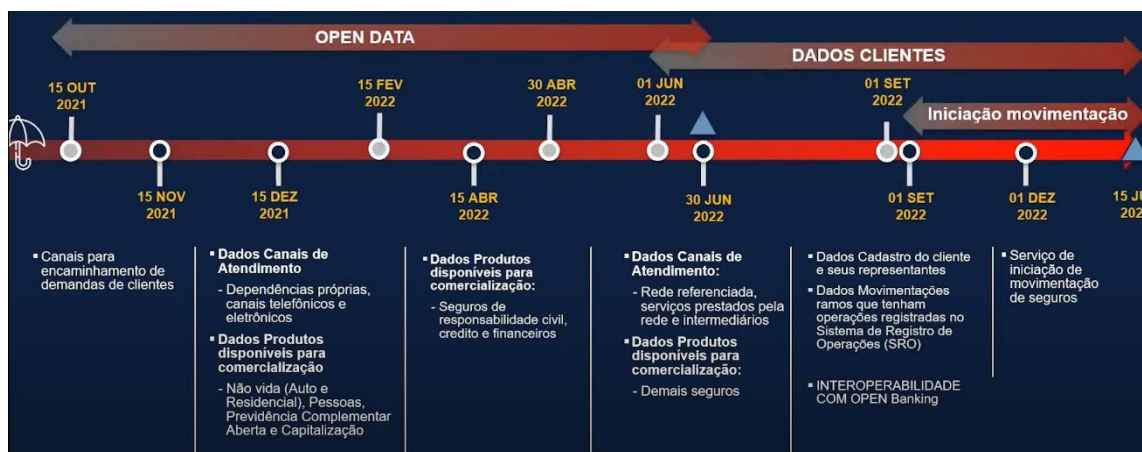 OPEN DATA
DADOS CLIENTES
Iniciação movimentação
15 OUT
2021
15 FEV
2022
30 ABR
2022
01 JUN
2022
01 SET
2022
15 NOV
2021
15 DEZ
2021
15 ABR
2022
30 JUN
2022
01 SET
2022
01 DEZ
2022
15
Canais para
encaminhamento de
demandas de clientes
Dados Canais de
Atendimento
- Dependências próprias,
canais telefônicos e
eletrônicos
Dados Produtos
disponíveis para
comercialização
- Não vida (Auto e
Residencial), Pessoas,
Previdência Complementar
Aberta e Capitalização
Dados Produtos
disponíveis para
comercialização:
- Seguros de
responsabilidade civil,
credito e financeiros
Dados Canais de
Atendimento:
- Rede referenciada,
serviços prestados pela
rede e intermediários
Dados Produtos
disponíveis para
comercialização:
- Demais seguros
Dados Cadastro do cliente
e seus representantes
Dados Movimentações
ramos que tenham
operações registradas no
Sistema de Registro de
Operações (SRO)
INTEROPERABILIDADE
COM OPEN Banking
Serviço de
iniciação de
movimentação
de seguros